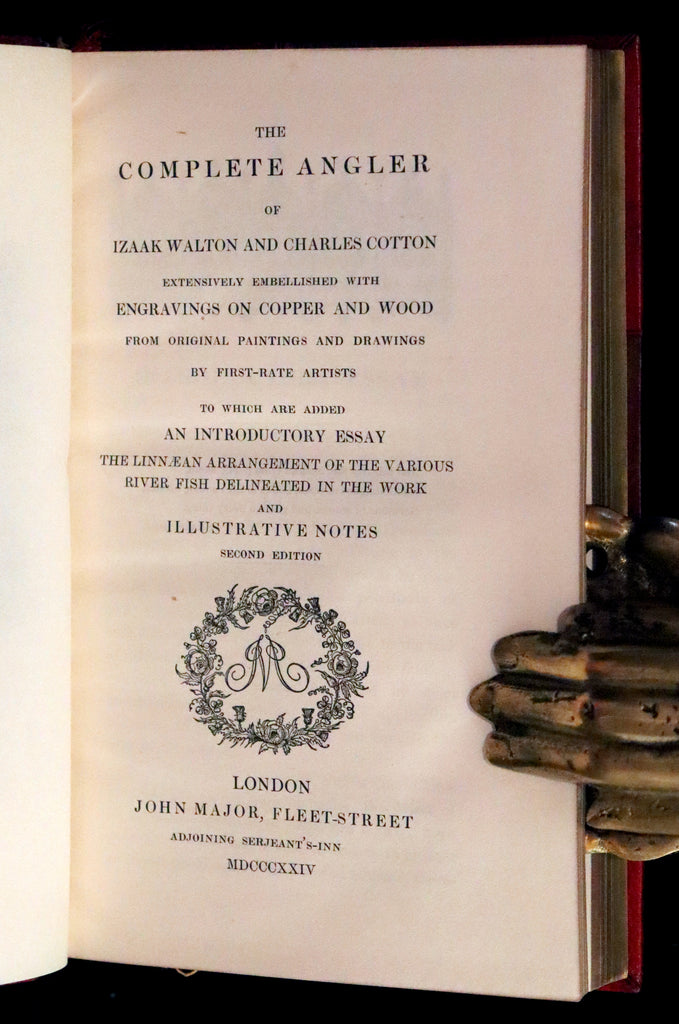 THE
COMPLETE ANGLER
OF
IZAAK WALTON AND CHARLES COTTON
EXTENSIVELY EMBELLISHED WITH
ENGRAVINGS ON COPPER AND WOOD
FROM ORIGINAL PAINTINGS AND DRAWINGS
BY FIRST-RATE ARTISTS
TO WHICH ARE ADDED
AN INTRODUCTORY ESSAY
THE LINNÆAN ARRANGEMENT OF THE VARIOUS
RIVER FISH DELINEATED IN THE WORK
AND
ILLUSTRATIVE NOTES
SECOND EDITION
LONDON
JOHN MAJOR, FLEET-STREET
ADJOINING SERJEANT'S-INN
MDCCCXXIV